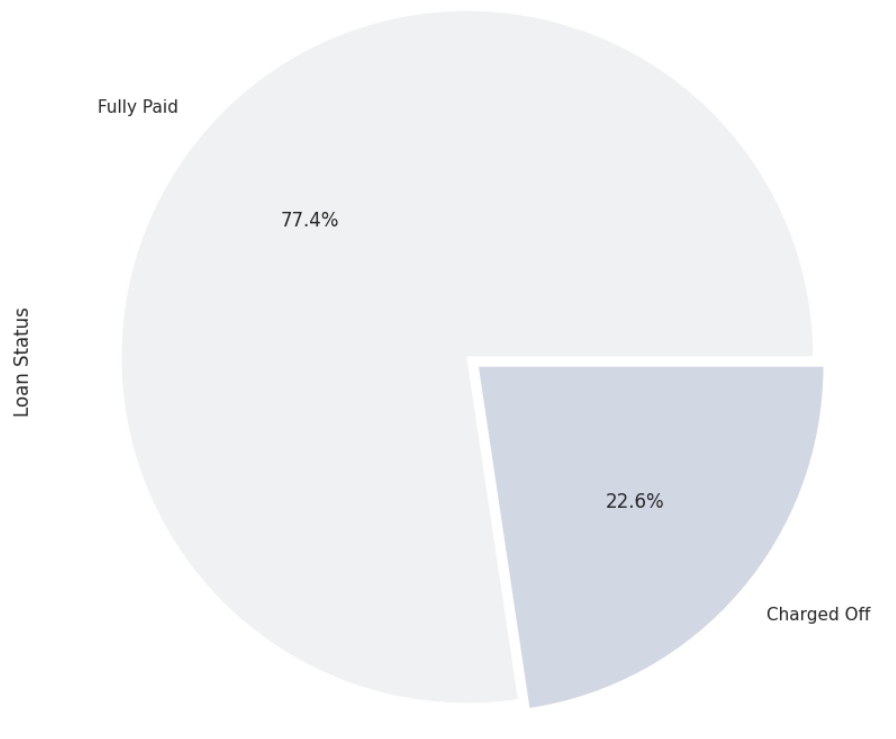 Fully Paid
77.4%
Loan Status
22.6%
Charged Off